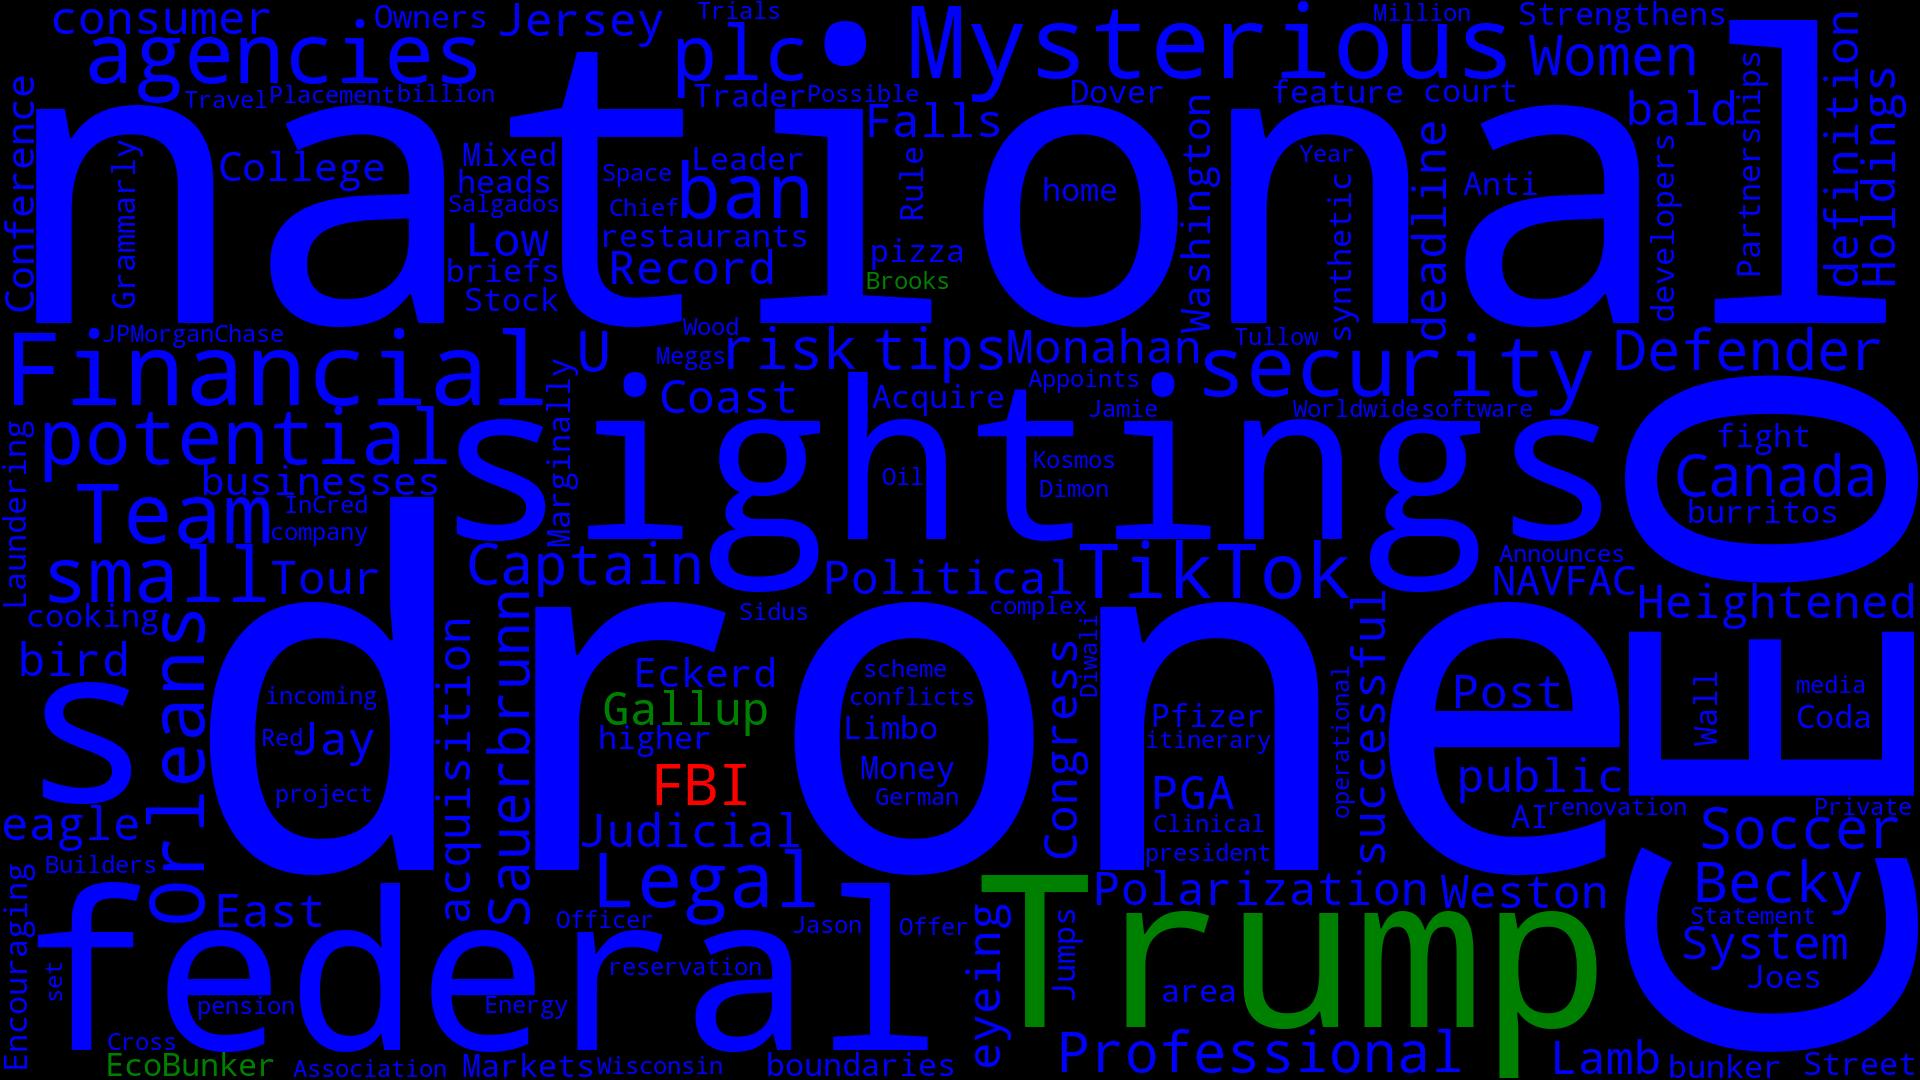 consumer
Owners
Jersey
Trials
plc
Mysterious
Million
Strengthens
Women
agencies
Travel
Placement
billion
Trader
Possible
Dover
feature
court
bald
Partnerships
definition
Holdings
Conference
national
Grammarly
College
Mixed
heads
Salgados
Low
briefs
Stock
Space
Chief
Leader
ban
restaurants
Record
Falls
Rule
pizza
Brooks
home
Washington
Year
synthetic
deadline
Anti
developers
JPMorganChase
Financial
U
Wood
Meggs
risk
tips
Monahan
Tullow
security
Defender
Marginally
Coast
Acquire
Appoints
Jamie
Worldwide
software
potential
businesses
Laundering
sightings
Oil
Kosmos
Dimon
CEO
fight
Canada
burritos
Team
InCred
company
small
Tour
Captain
Political
TikTok
Announces
NAVFAC
Heightened
cooking
bird
s
orleans
drone
incoming
Red
Jay
project
acquisition
Sauerbrunn
Sidus
complex
Eckerd
Gallup
higher
FBI
Judicial
scheme
conflicts
Limbo
Money
German
Congress
Diwali
Pfizer
itinerary
PGA
Clinical
president
operational
successful
Post
public
AI
renovation
Wall
media
Coda
Private
eagle
Builders
Encouraging
Legal
Soccer
Becky
Statement
System
Joes
East
federal
set
pension
Officer
reservation
Energy
Jason
Offer
eyeing
Jumps
Trump
Polarization
Weston
area
Cross
EcoBunker
Association
Markets
Wisconsin
boundaries
Professional
Lamb
bunker
Street